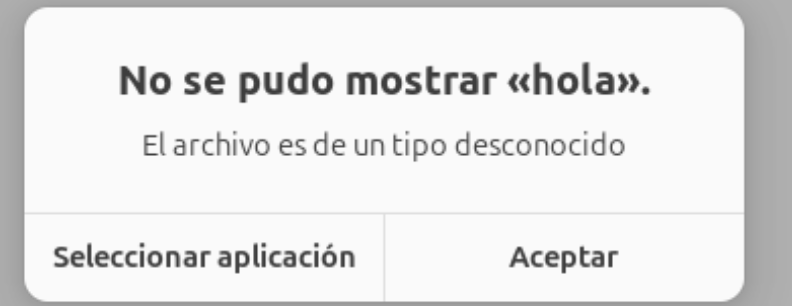 No se pudo mostrar «hola».
El archivo es de un tipo desconocido
Seleccionar aplicación
Aceptar